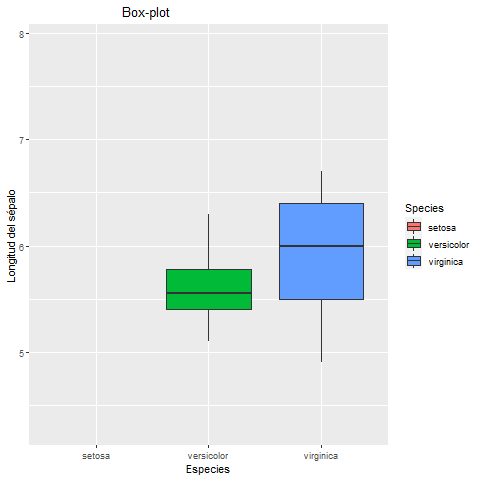 Box-plot
8
7
6
5
Longitud del sépalo
setosa versicolor virginica
Especies
Species
setosa
versicolor
virginica